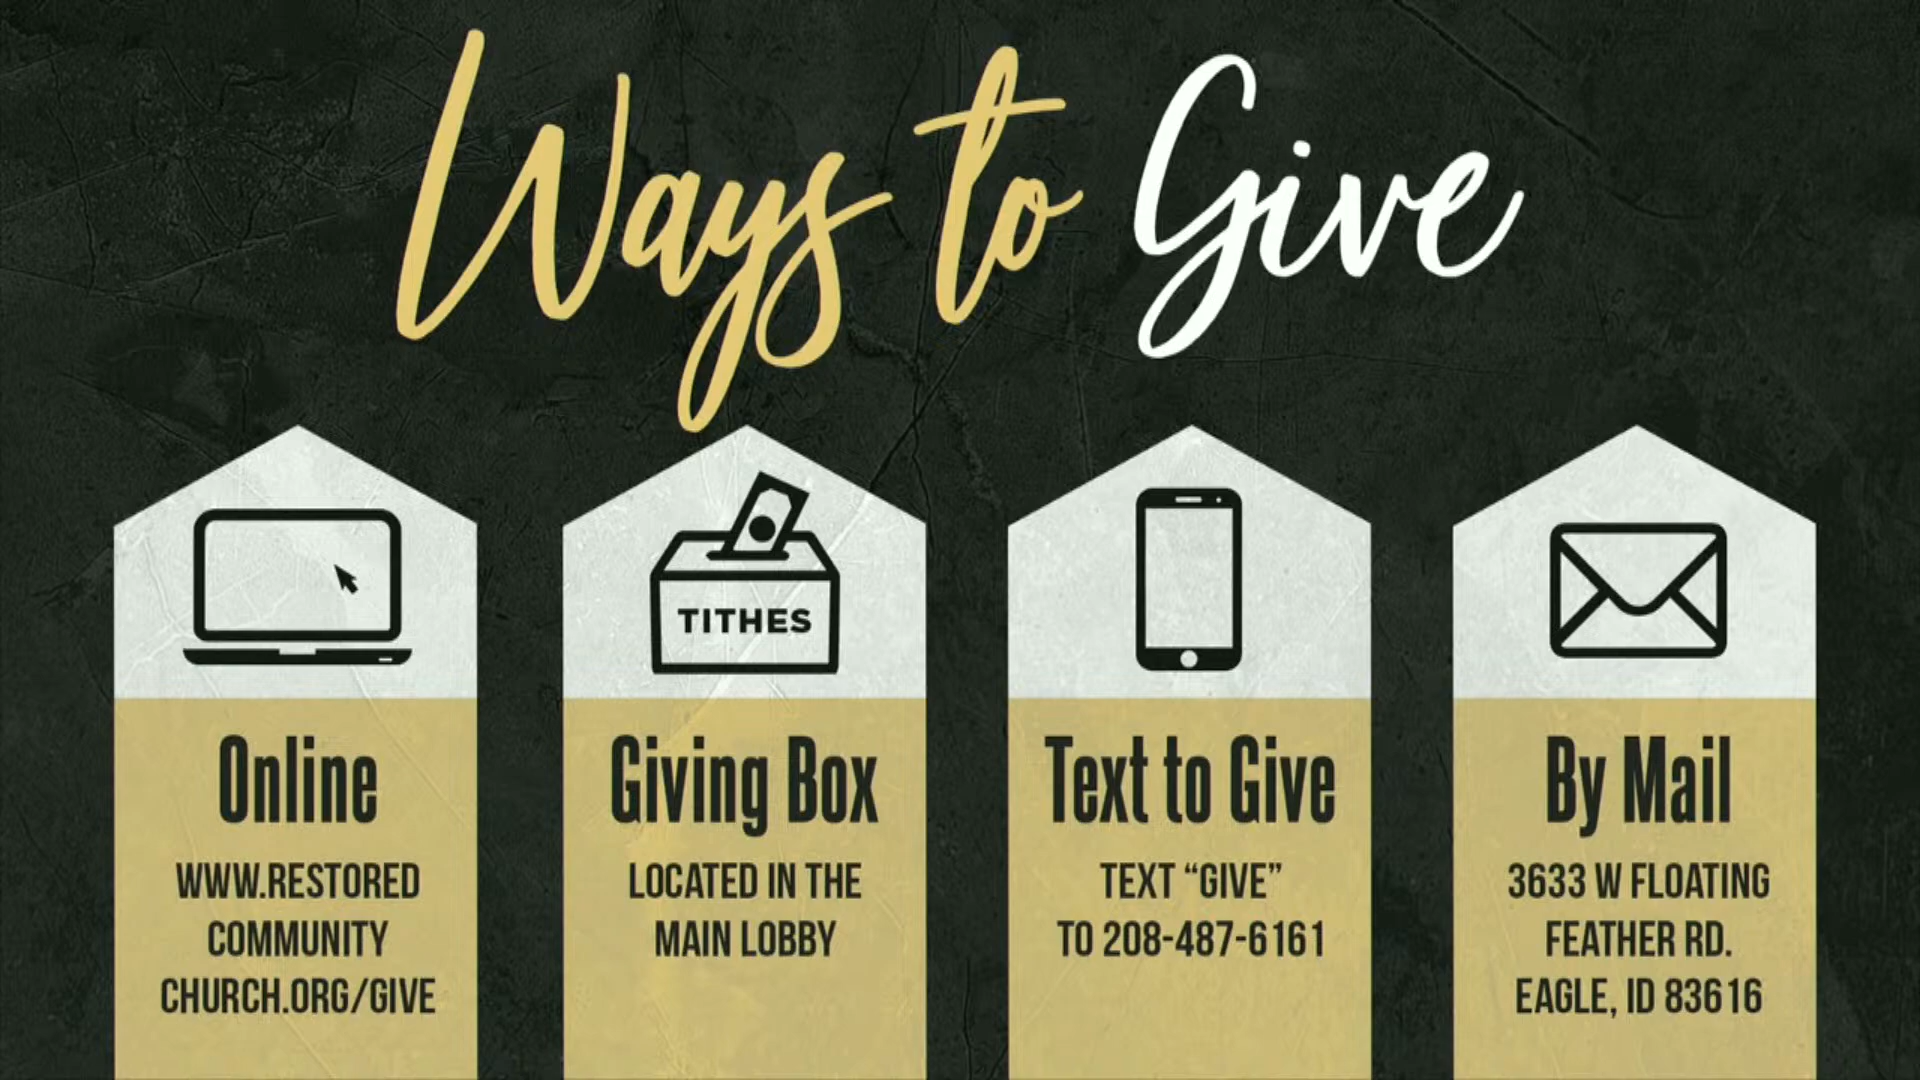 Ways to Give
TITHES
Online
WWW.RESTORED
COMMUNITY
CHURCH.ORG/GIVE
Giving Box
LOCATED IN THE
MAIN LOBBY
Text to Give
TEXT “GIVE”
TO 208-487-6161
By Mail
3633 W FLOATING
FEATHER RD.
EAGLE, ID 83616